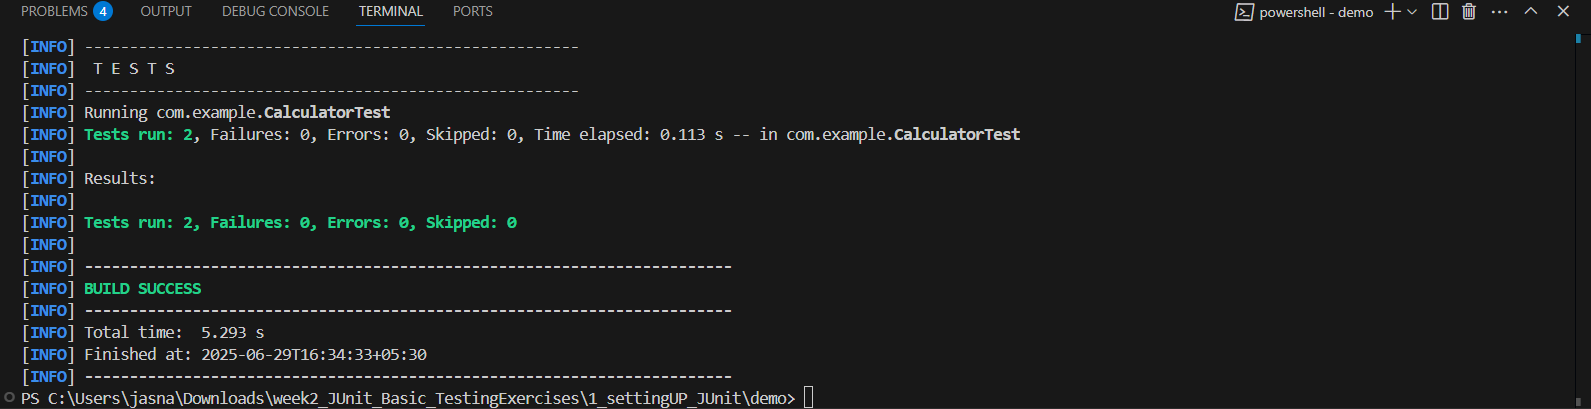 PROBLEMS 4 OUTPUT DEBUG CONSOLE TERMINAL PORTS powershell - demo
[INFO] -------------------------------------------------------
[INFO]  T E S T S
[INFO] -------------------------------------------------------
[INFO] Running com.example.CalculatorTest
[INFO] Tests run: 2, Failures: 0, Errors: 0, Skipped: 0, Time elapsed: 0.113 s -- in com.example.CalculatorTest
[INFO]
[INFO] Results:
[INFO]
[INFO] Tests run: 2, Failures: 0, Errors: 0, Skipped: 0
[INFO]
[INFO] ------------------------------------------------------------------------
[INFO] BUILD SUCCESS
[INFO] ------------------------------------------------------------------------
[INFO] Total time:  5.293 s
[INFO] Finished at: 2025-06-29T16:34:33+05:30
[INFO] ------------------------------------------------------------------------
PS C:\Users\jasna\Downloads\week2_JUnit_Basic_TestingExercises\1_settingUP_JUnit\demo>